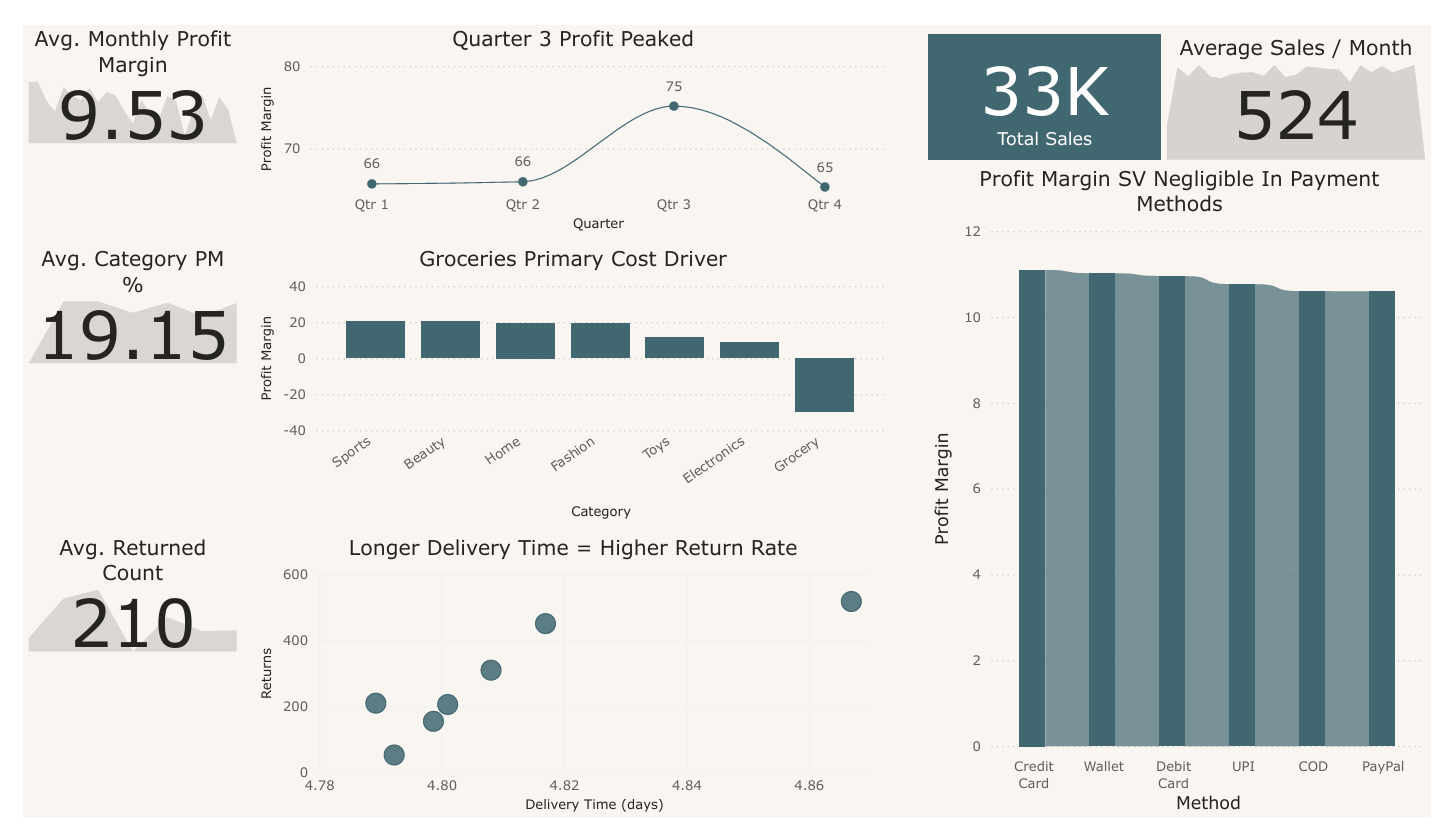 Avg. Monthly Profit
Margin
9.53
Quarter 3 Profit Peaked
80
70
Profit Margin
66
66
75
65
Qtr 1
Qtr 2
Qtr 3
Qtr 4
Quarter
33K
Total Sales
Average Sales / Month
524
Avg. Category PM
%
19.15
Groceries Primary Cost Driver
40
20
0
-20
-40
Profit Margin
Sports
Beauty
Home
Fashion
Toys
Electronics
Grocery
Category
Avg. Returned
Count
210
Longer Delivery Time = Higher Return Rate
600
400
200
0
Returns
4.78
4.80
4.82
4.84
4.86
Delivery Time (days)
Profit Margin SV Negligible In Payment
Methods
12
10
8
6
4
2
0
Profit Margin
Credit
Card
Wallet
Debit
Card
UPI
COD
PayPal
Method